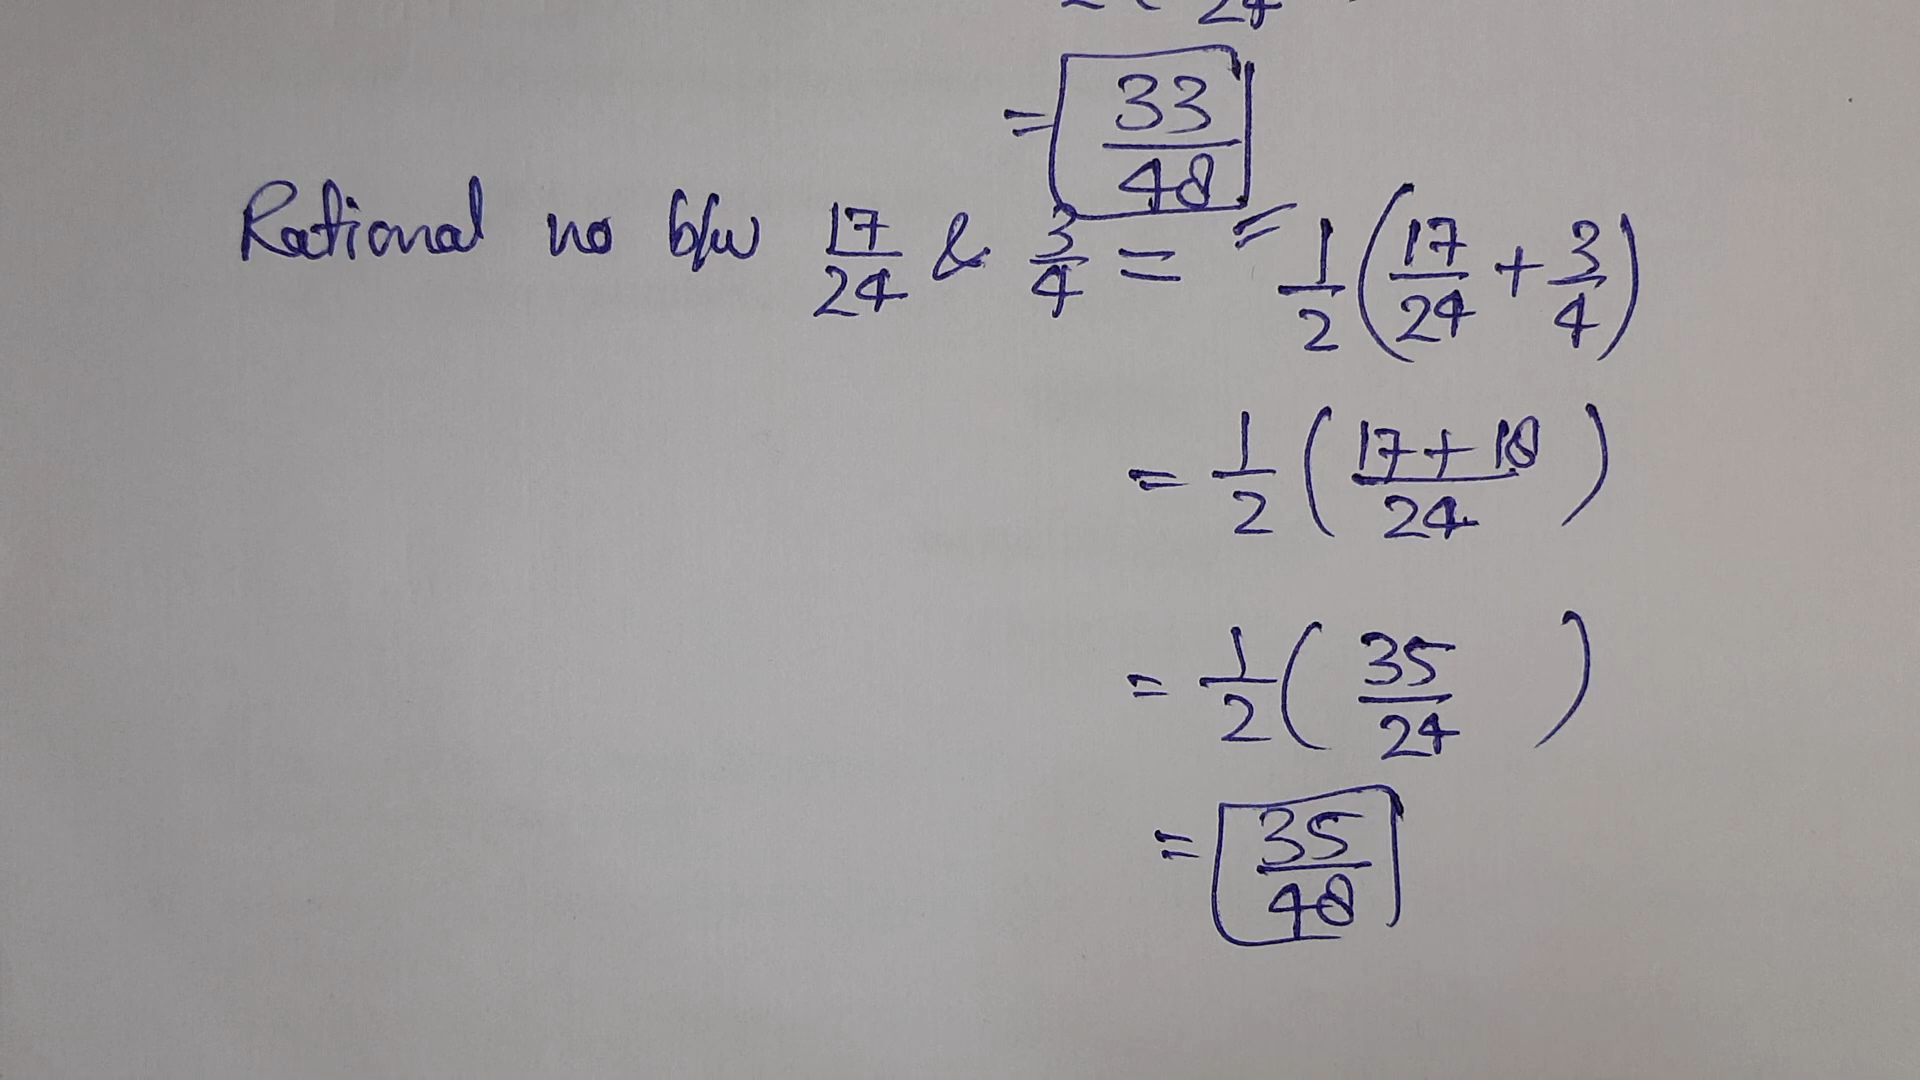 = 33/48
Rational no b/w 17/24 & 3/4 = = 1/2 (17/24 + 3/4)
= 1/2 (17+18/24)
= 1/2 (35/24)
= 35/48